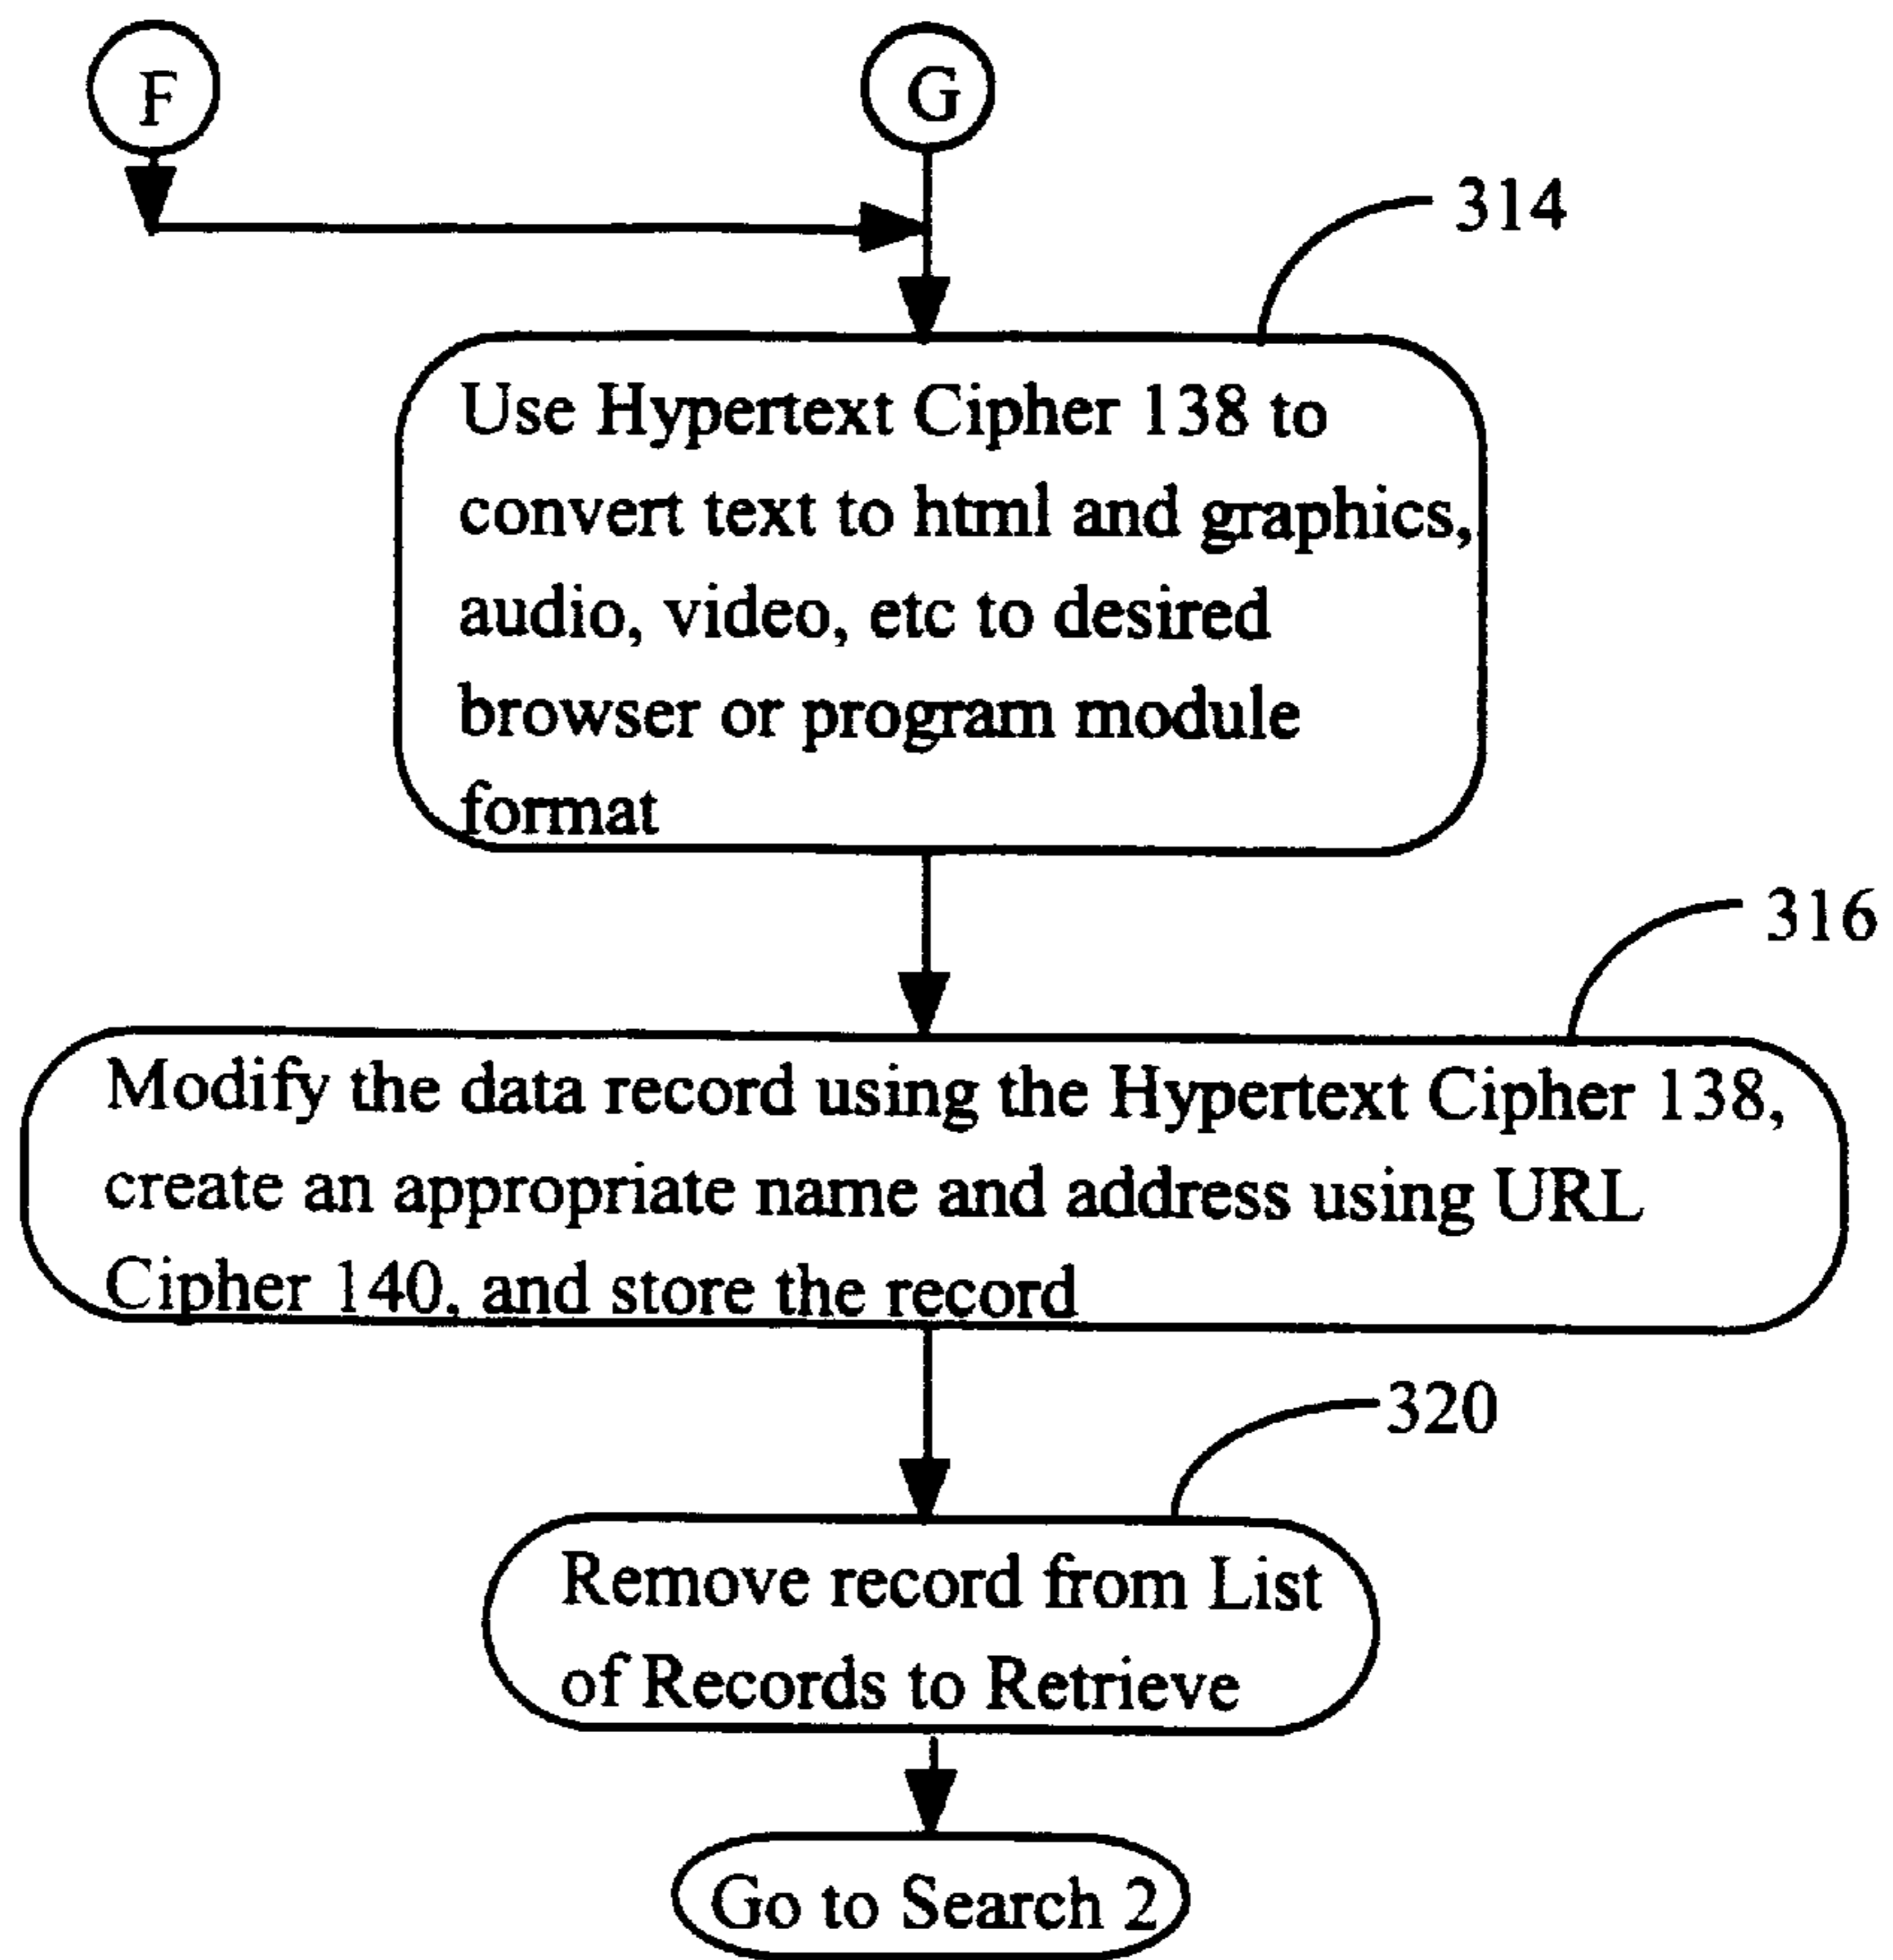 F
G
314
Use Hypertext Cipher 138 to
convert text to html and graphics,
audio, video, etc to desired
browser or program module
format
316
Modify the data record using the Hypertext Cipher 138,
create an appropriate name and address using URL
Cipher 140, and store the record
320
Remove record from List
of Records to Retrieve
Go to Search 2